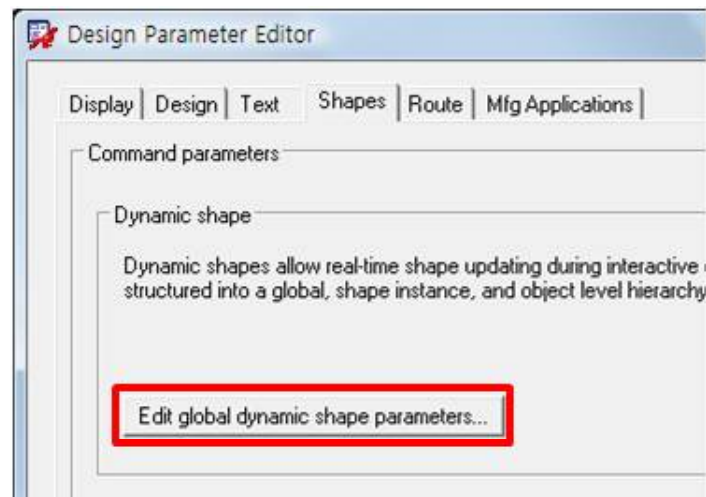 Design Parameter Editor
Display Design Text Shapes Route Mfg Applications
Command parameters
Dynamic shape
Dynamic shapes allow real-time shape updating during interactive
structured into a global, shape instance, and object level hierarchy
Edit global dynamic shape parameters...